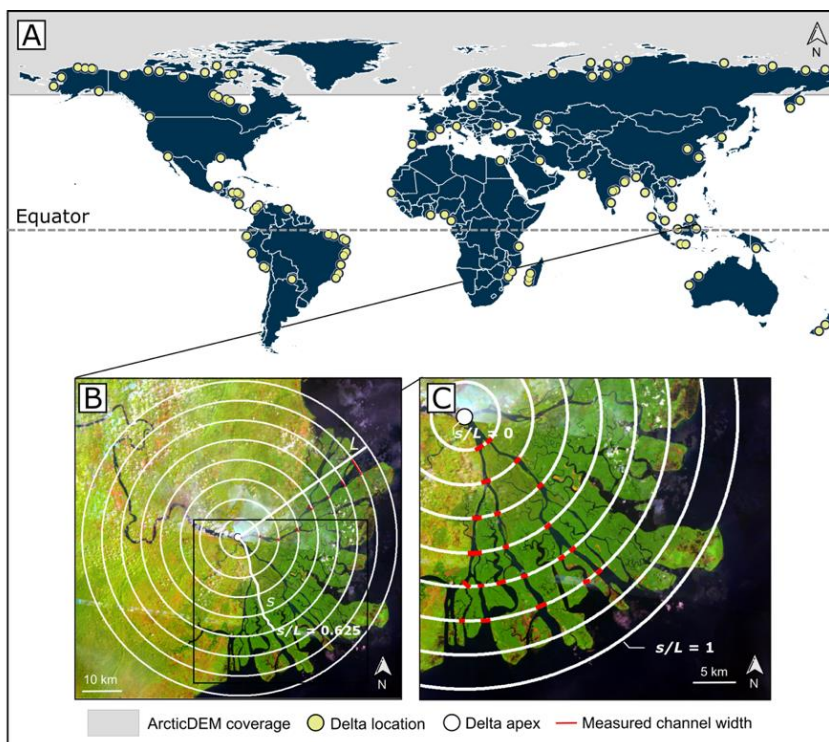 A
N
Equator
B
L
s
s/L = 0.625
10 km
N
C
s/L = 0
s/L = 1
5 km
N
ArcticDEM coverage
Delta location
Delta apex
Measured channel width